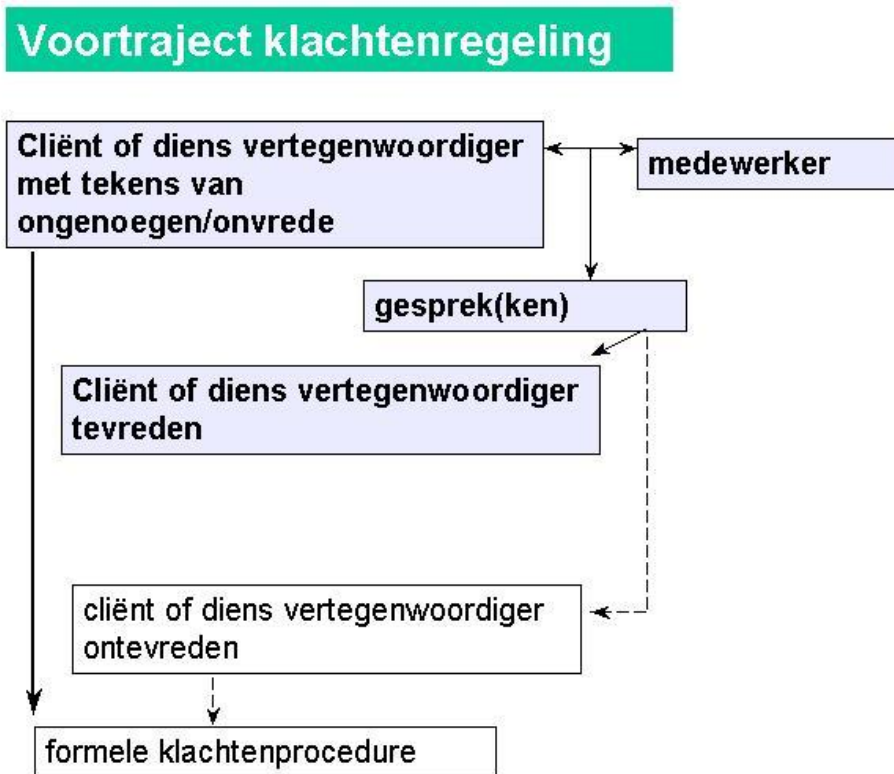 Voortraject klachtenregeling
Cliënt of diens vertegenwoordiger
met tekens van
ongenoegen/onvrede
medewerker
gesprek(ken)
Cliënt of diens vertegenwoordiger
tevreden
cliënt of diens vertegenwoordiger
ontevreden
formele klachtenprocedure